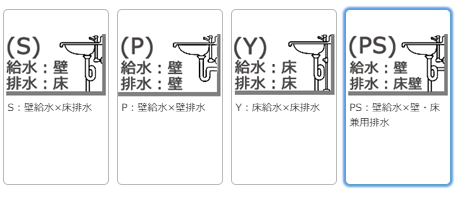 (S)
給水：壁
排水：床
S：壁給水×床排水
(P)
給水：壁
排水：壁
P：壁給水×壁排水
(Y)
給水：床
排水：床
Y：床給水×床排水
(PS)
給水：壁
排水：床壁
PS：壁給水×壁・床
兼用排水